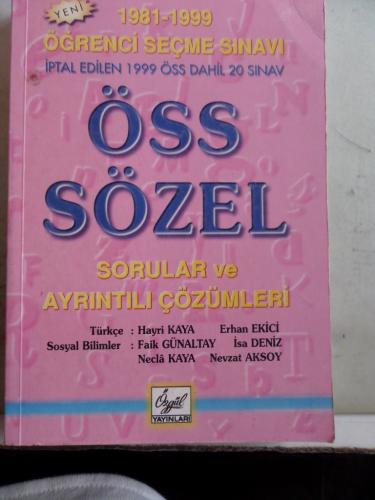 YENİ
1981-1999
ÖĞRENCİ SEÇME SINAVI
İPTAL EDİLEN 1999 ÖSS DAHİL 20 SINAV
ÖSS
SÖZEL
SORULAR ve
AYRINTILI ÇÖZÜMLERİ
Türkçe : Hayri KAYA Erhan EKİCİ
Sosyal Bilimler : Faik GÜNALTAY İsa DENİZ
Neclâ KAYA Nevzat AKSOY
Özgül
YAYINLARI